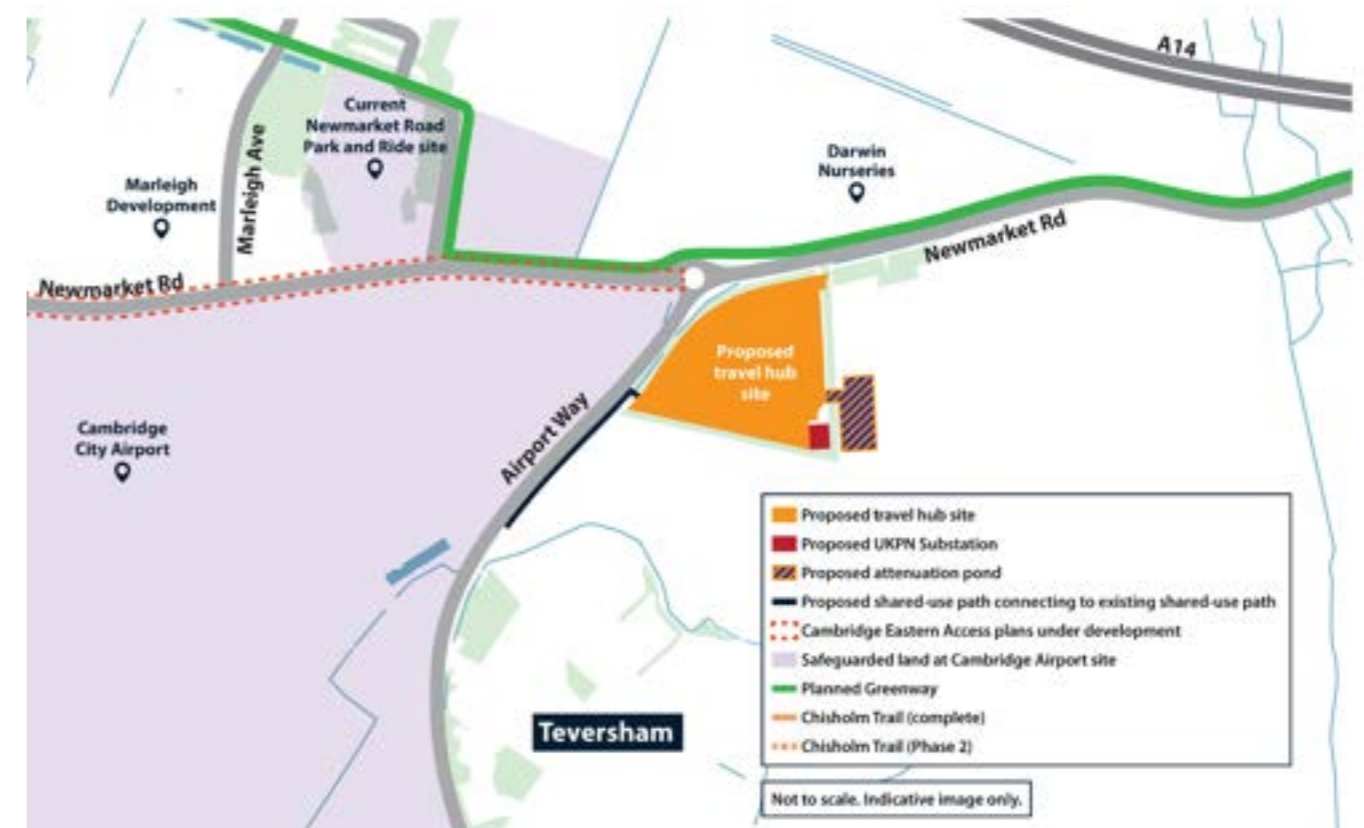 A14
Current
Newmarket Road
Park and Ride site
Darwin
Nurseries
Marleigh
Development
Marleigh Ave
Newmarket Rd
Newmarket Rd
Proposed
travel hub
site
Cambridge
City Airport
Airport Way
Teversham
Proposed travel hub site
Proposed UKPN Substation
Proposed attenuation pond
Proposed shared-use path connecting to existing shared-use path
Cambridge Eastern Access plans under development
Safeguarded land at Cambridge Airport site
Planned Greenway
Chisholm Trail (complete)
Chisholm Trail (Phase 2)
Not to scale. Indicative image only.